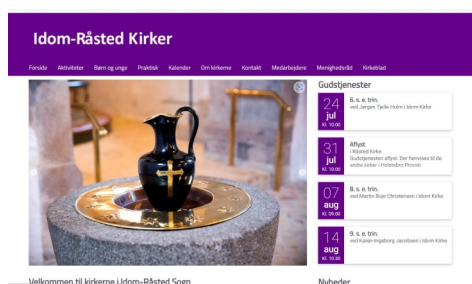 Idom-Råsted Kirker
Forside Aktiviteter Børn og unge Praktisk Kalender Om kirkerne Kontakt Medarbejdere Menighedsråd Kirkeblad
Gudstjenester
24
jul
Kl. 10:00
6. s. e. trin.
ved Jørgen Tjelle Holm i Idom Kirke
31
jul
Kl. 10:00
Aflyst
i Råsted Kirke
Gudstjenesten aflyst. Der henvises til de
andre kirker i Holstebro Provsti
07
aug
Kl. 09:00
8. s. e. trin.
ved Martin Boje Christensen i Idom Kirke
14
aug
Kl. 10:30
9. s. e. trin.
ved Karen-Ingeborg Jacobsen i Idom Kirke
Velkommen til kirkerne i Idom-Råsted Sogn
Nyheder